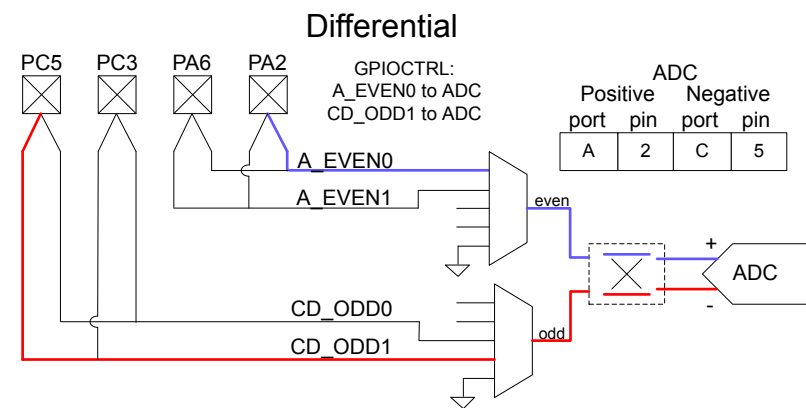 Differential
PC5 PC3 PA6 PA2
GPIOCTRL:
A_EVEN0 to ADC
CD_ODD1 to ADC
ADC
Positive Negative
port pin port pin
A 2 C 5
A_EVEN0
A_EVEN1
even
+
ADC
-
CD_ODD0
odd
CD_ODD1